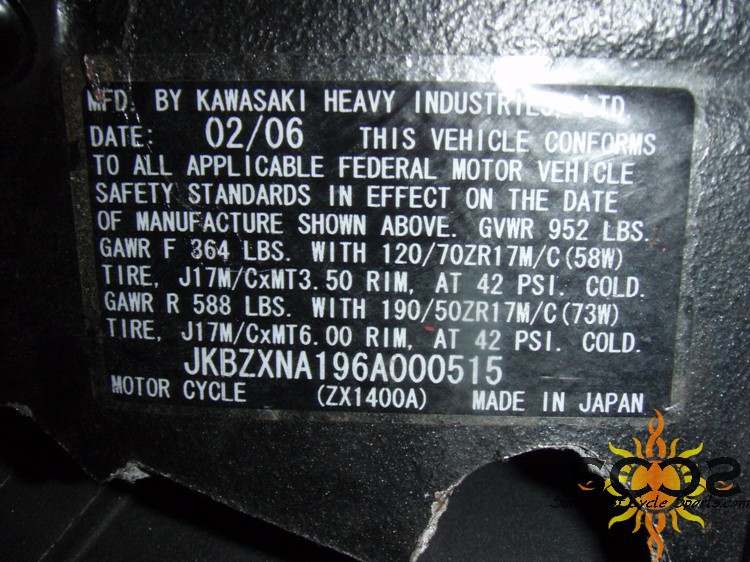 MFD. BY KAWASAKI HEAVY INDUSTRIES, LTD.
DATE: 02/06 THIS VEHICLE CONFORMS
TO ALL APPLICABLE FEDERAL MOTOR VEHICLE
SAFETY STANDARDS IN EFFECT ON THE DATE
OF MANUFACTURE SHOWN ABOVE. GVWR 952 LBS.
GAWR F 364 LBS. WITH 120/70ZR17M/C(58W)
TIRE, J17M/CxMT3.50 RIM, AT 42 PSI. COLD.
GAWR R 588 LBS. WITH 190/50ZR17M/C(73W)
TIRE, J17M/CxMT6.00 RIM, AT 42 PSI. COLD.
JKBZXNA196A000515
MOTOR CYCLE (ZX1400A) MADE IN JAPAN